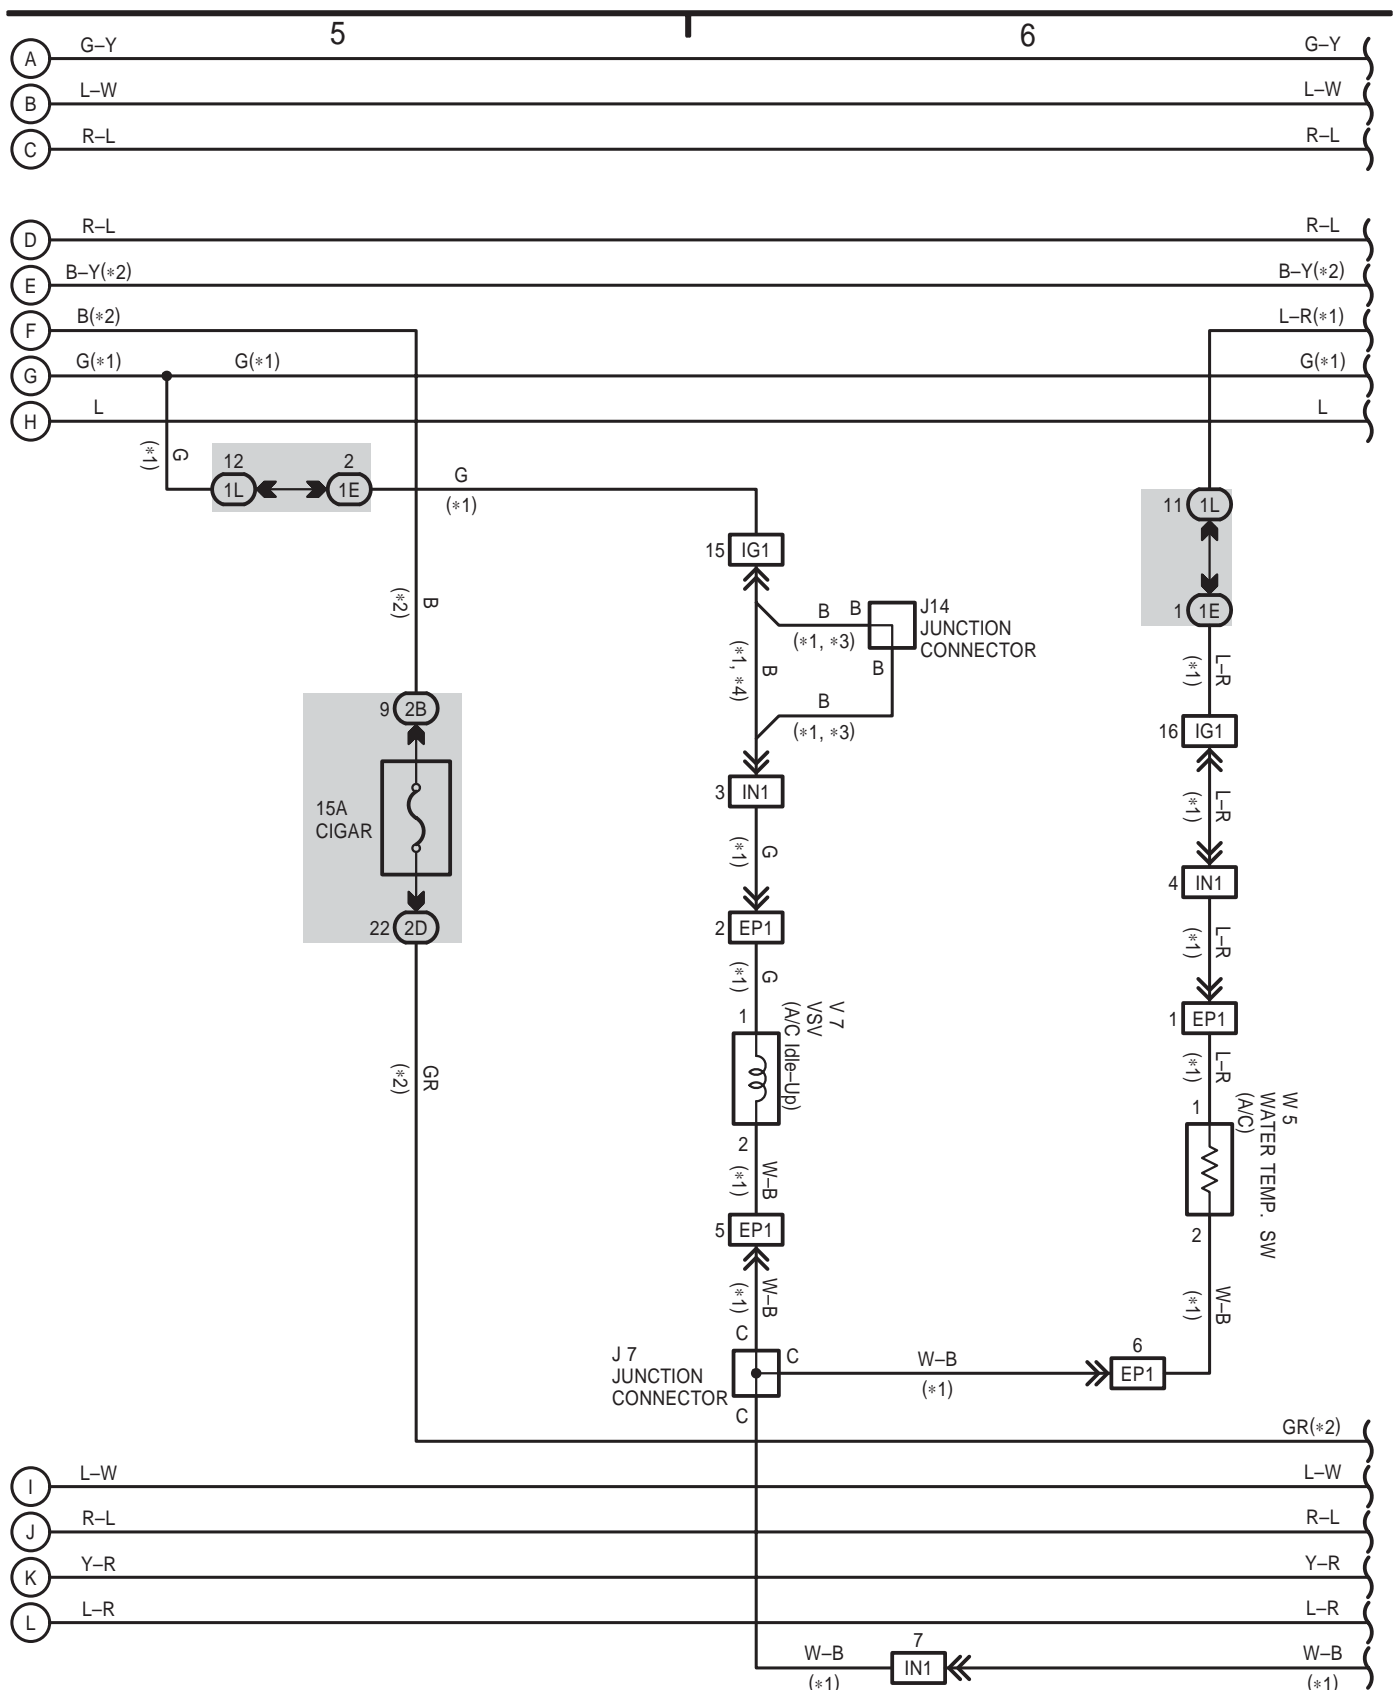 5
6
A
G–Y
G–Y
B
L–W
L–W
C
R–L
R–L
D
R–L
R–L
E
B–Y(*2)
B–Y(*2)
F
B(*2)
L–R(*1)
G
G(*1)
G(*1)
G(*1)
H
L
L
G
(*1)
12
2
1L
1E
G
(*1)
11
1L
15
IG1
B
(*2)
B
B
J14
JUNCTION
CONNECTOR
(*1, *3)
B
1
1E
B
(*1, *4)
B
(*1, *3)
L–R
(*1)
9
2B
16
IG1
15A
CIGAR
3
IN1
L–R
(*1)
G
(*1)
4
IN1
22
2D
2
EP1
L–R
(*1)
G
(*1)
1
V 7
VSV
(A/C Idle–Up)
1
EP1
GR
(*2)
L–R
(*1)
1
W 5
WATER TEMP. SW
(A/C)
2
W–B
(*1)
5
EP1
2
W–B
(*1)
W–B
(*1)
C
J 7
JUNCTION
CONNECTOR
C
C
W–B
(*1)
6
EP1
GR(*2)
I
L–W
L–W
J
R–L
R–L
K
Y–R
Y–R
L
L–R
L–R
W–B
(*1)
7
IN1
W–B
(*1)